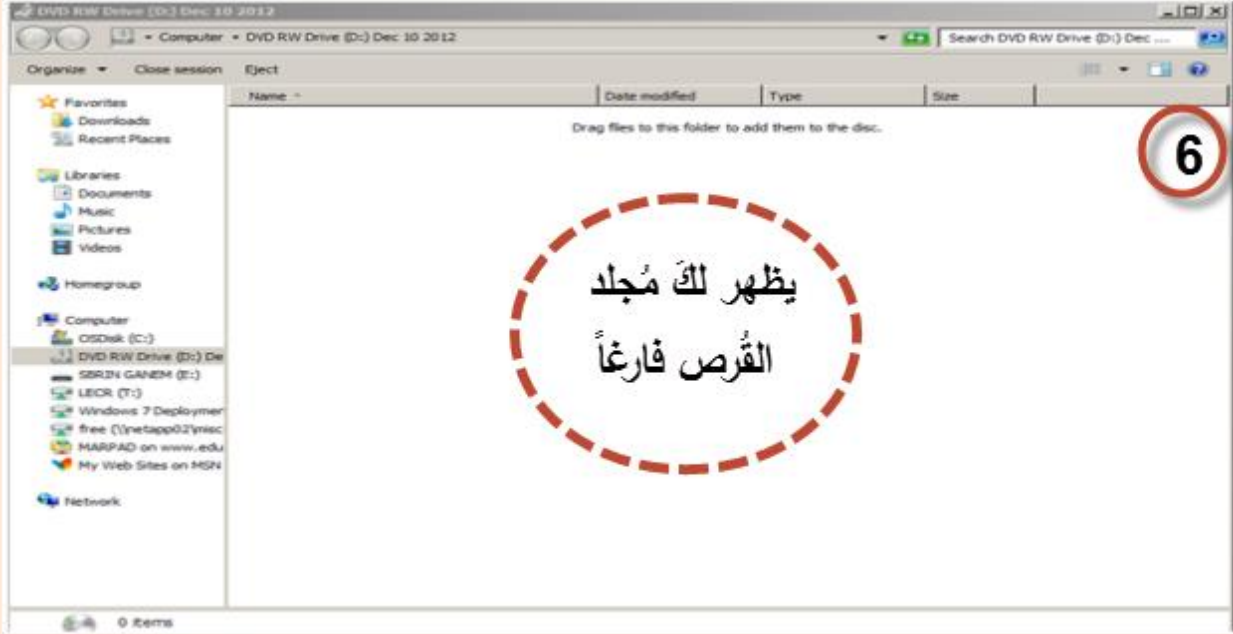 DVD RW Drive (D:) Dec 10 2012
Computer DVD RW Drive (D:) Dec 10 2012
Search DVD RW Drive (D:) Dec ...
Organize Close session Eject
Name Date modified Type Size
Drag files to this folder to add them to the disc.
6
Favorites
Downloads
Recent Places
Libraries
Documents
Music
Pictures
Videos
Homegroup
Computer
OSDisk (C:)
DVD RW Drive (D:) De
SBRIN GANEM (E:)
LECR (T:)
Windows 7 Deploymer
free (\\netapp02\misc
MARPAD on www.edu
My Web Sites on MSN
Network
يظهر لكَ مُجلد
القُرص فارغاً
0 items